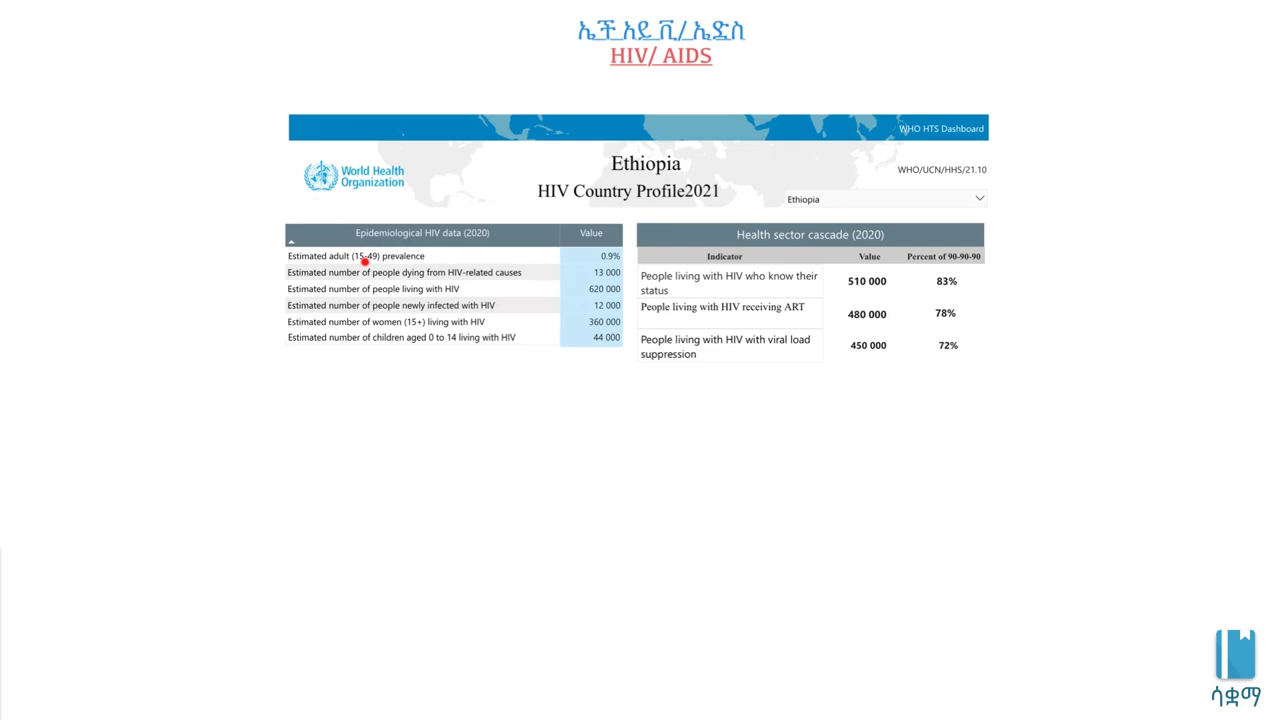 ኤች አይ ቪ/ ኤድስ
HIV/ AIDS
WHO HTS Dashboard
World Health
Organization
Ethiopia
HIV Country Profile2021
WHO/UCN/HHS/21.10
Ethiopia
Epidemiological HIV data (2020) Value
Estimated adult (15-49) prevalence 0.9%
Estimated number of people dying from HIV-related causes 13 000
Estimated number of people living with HIV 620 000
Estimated number of people newly infected with HIV 12 000
Estimated number of women (15+) living with HIV 360 000
Estimated number of children aged 0 to 14 living with HIV 44 000
Health sector cascade (2020)
Indicator Value Percent of 90-90-90
People living with HIV who know their
status 510 000 83%
People living with HIV receiving ART 480 000 78%
People living with HIV with viral load
suppression 450 000 72%
ሳቋማ